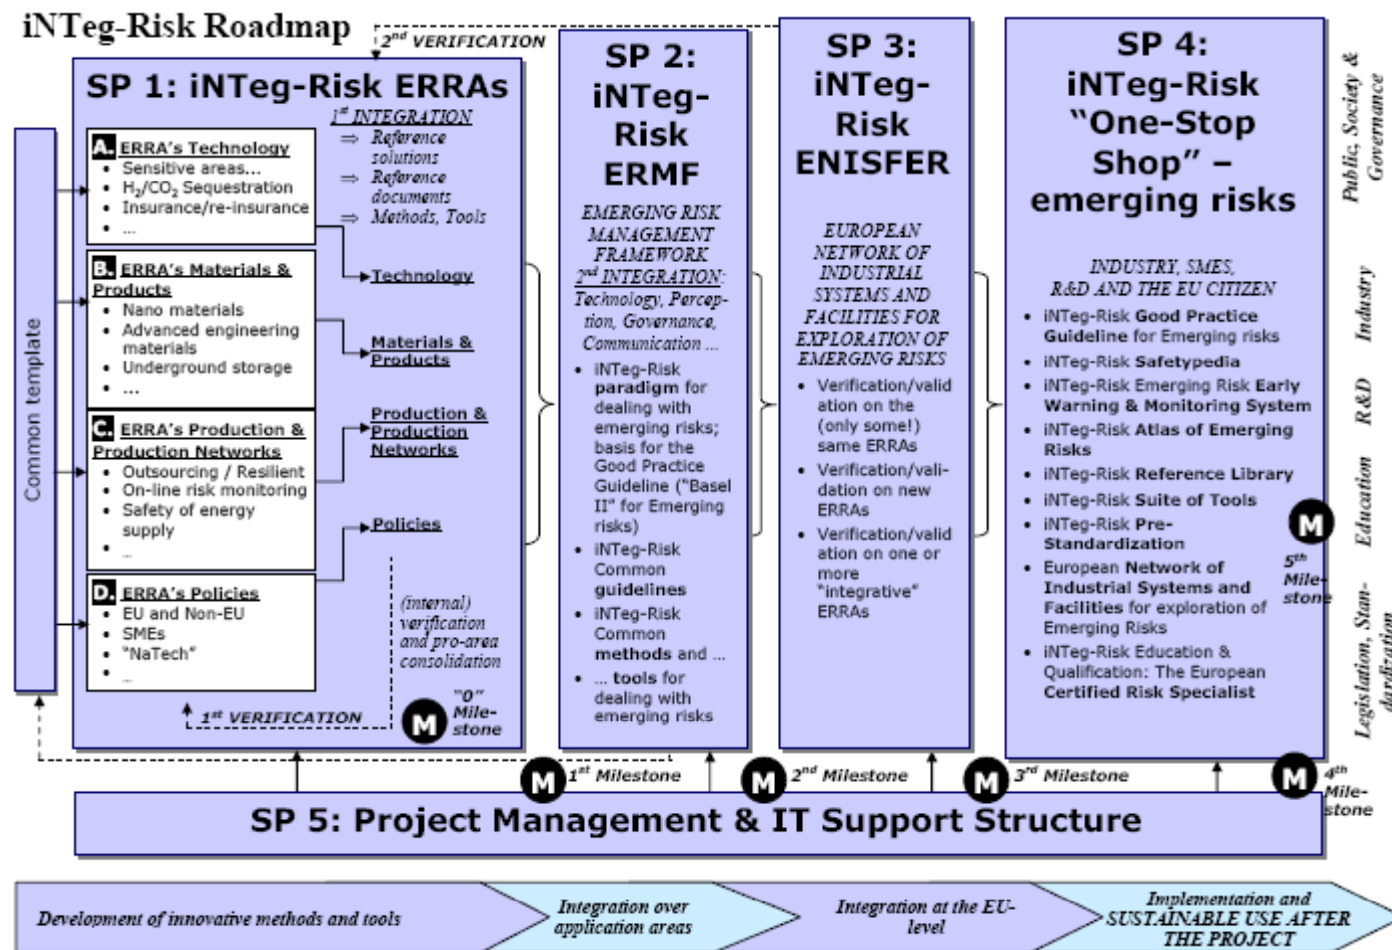 iNTeg-Risk Roadmap
2nd VERIFICATION
SP 1: iNTeg-Risk ERRAs
Common template
A. ERRA's Technology
• Sensitive areas...
• H2/CO2 Sequestration
• Insurance/re-insurance
• ...
B. ERRA's Materials &
Products
• Nano materials
• Advanced engineering
materials
• Underground storage
• ...
C. ERRA's Production &
Production Networks
• Outsourcing / Resilient
• On-line risk monitoring
• Safety of energy
supply
• ...
D. ERRA's Policies
• EU and Non-EU
• SMEs
• "NaTech"
• ...
1st INTEGRATION
⇒ Reference
solutions
⇒ Reference
documents
⇒ Methods, Tools
Technology
Materials &
Products
Production &
Production
Networks
Policies
(internal)
verification
and pro-area
consolidation
1st VERIFICATION
M
"0"
Mile-
stone
SP 2:
iNTeg-
Risk
ERMF
EMERGING RISK
MANAGEMENT
FRAMEWORK
2nd INTEGRATION:
Technology, Percep-
tion, Governance,
Communication ...
• iNTeg-Risk
paradigm for
dealing with
emerging risks;
basis for the
Good Practice
Guideline ("Basel
II" for Emerging
risks)
• iNTeg-Risk
Common
guidelines
• iNTeg-Risk
Common
methods and ...
• ... tools for
dealing with
emerging risks
SP 3:
iNTeg-
Risk
ENISFER
EUROPEAN
NETWORK OF
INDUSTRIAL
SYSTEMS AND
FACILITIES FOR
EXPLORATION OF
EMERGING RISKS
• Verification/valid
ation on the
(only some!)
same ERRAs
• Verification/vali-
dation on new
ERRAs
• Verification/valid
ation on one or
more
"integrative"
ERRAs
SP 4:
iNTeg-Risk
"One-Stop
Shop" –
emerging risks
INDUSTRY, SMES,
R&D AND THE EU CITIZEN
• iNTeg-Risk Good Practice
Guideline for Emerging risks
• iNTeg-Risk Safetypedia
• iNTeg-Risk Emerging Risk Early
Warning & Monitoring System
• iNTeg-Risk Atlas of Emerging
Risks
• iNTeg-Risk Reference Library
• iNTeg-Risk Suite of Tools
• iNTeg-Risk Pre-
Standardization
• European Network of
Industrial Systems and
Facilities for exploration of
Emerging Risks
• iNTeg-Risk Education &
Qualification: The European
Certified Risk Specialist
M
5th
Mile-
stone
Public, Society &
Governance
Industry
R&D
Education
Legislation, Stan-
dardization
M 1st Milestone
M 2nd Milestone
M 3rd Milestone
M 4th
Mile-
stone
SP 5: Project Management & IT Support Structure
Development of innovative methods and tools
Integration over
application areas
Integration at the EU-
level
Implementation and
SUSTAINABLE USE AFTER
THE PROJECT